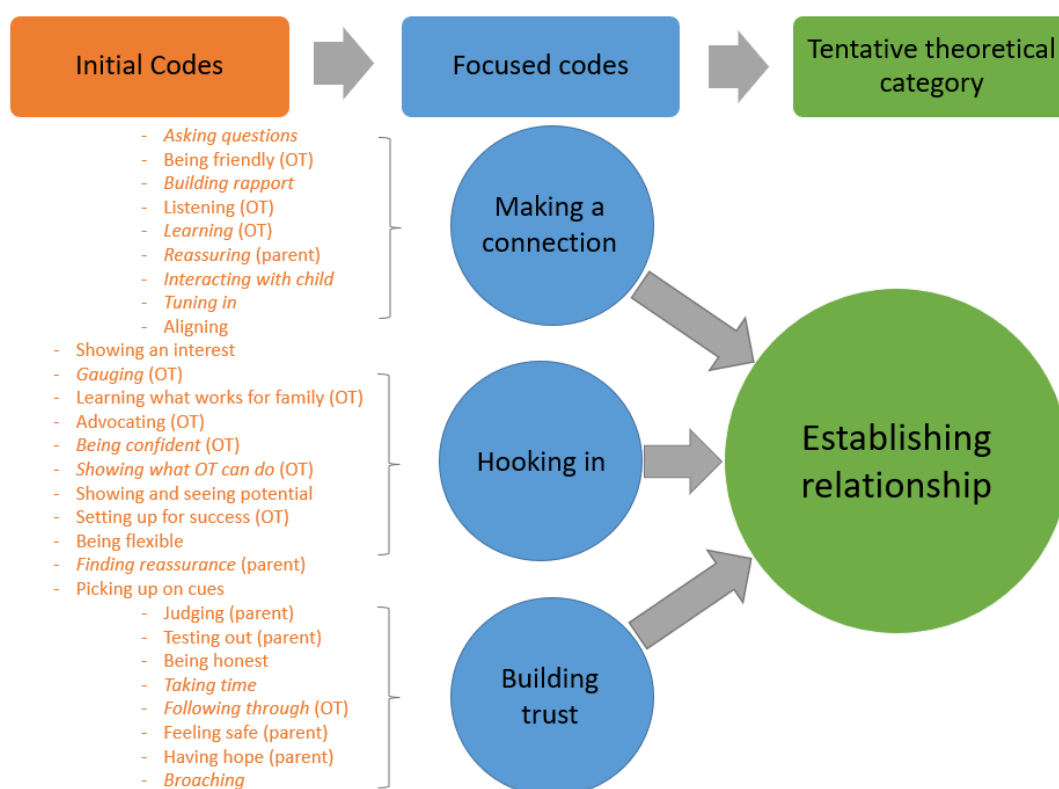 Initial Codes
Focused codes
Tentative theoretical
category
- Asking questions
- Being friendly (OT)
- Building rapport
- Listening (OT)
- Learning (OT)
- Reassuring (parent)
- Interacting with child
- Tuning in
- Aligning
- Showing an interest
- Gauging (OT)
- Learning what works for family (OT)
- Advocating (OT)
- Being confident (OT)
- Showing what OT can do (OT)
- Showing and seeing potential
- Setting up for success (OT)
- Being flexible
- Finding reassurance (parent)
- Picking up on cues
- Judging (parent)
- Testing out (parent)
- Being honest
- Taking time
- Following through (OT)
- Feeling safe (parent)
- Having hope (parent)
- Broaching
Making a
connection
Hooking in
Building
trust
Establishing
relationship